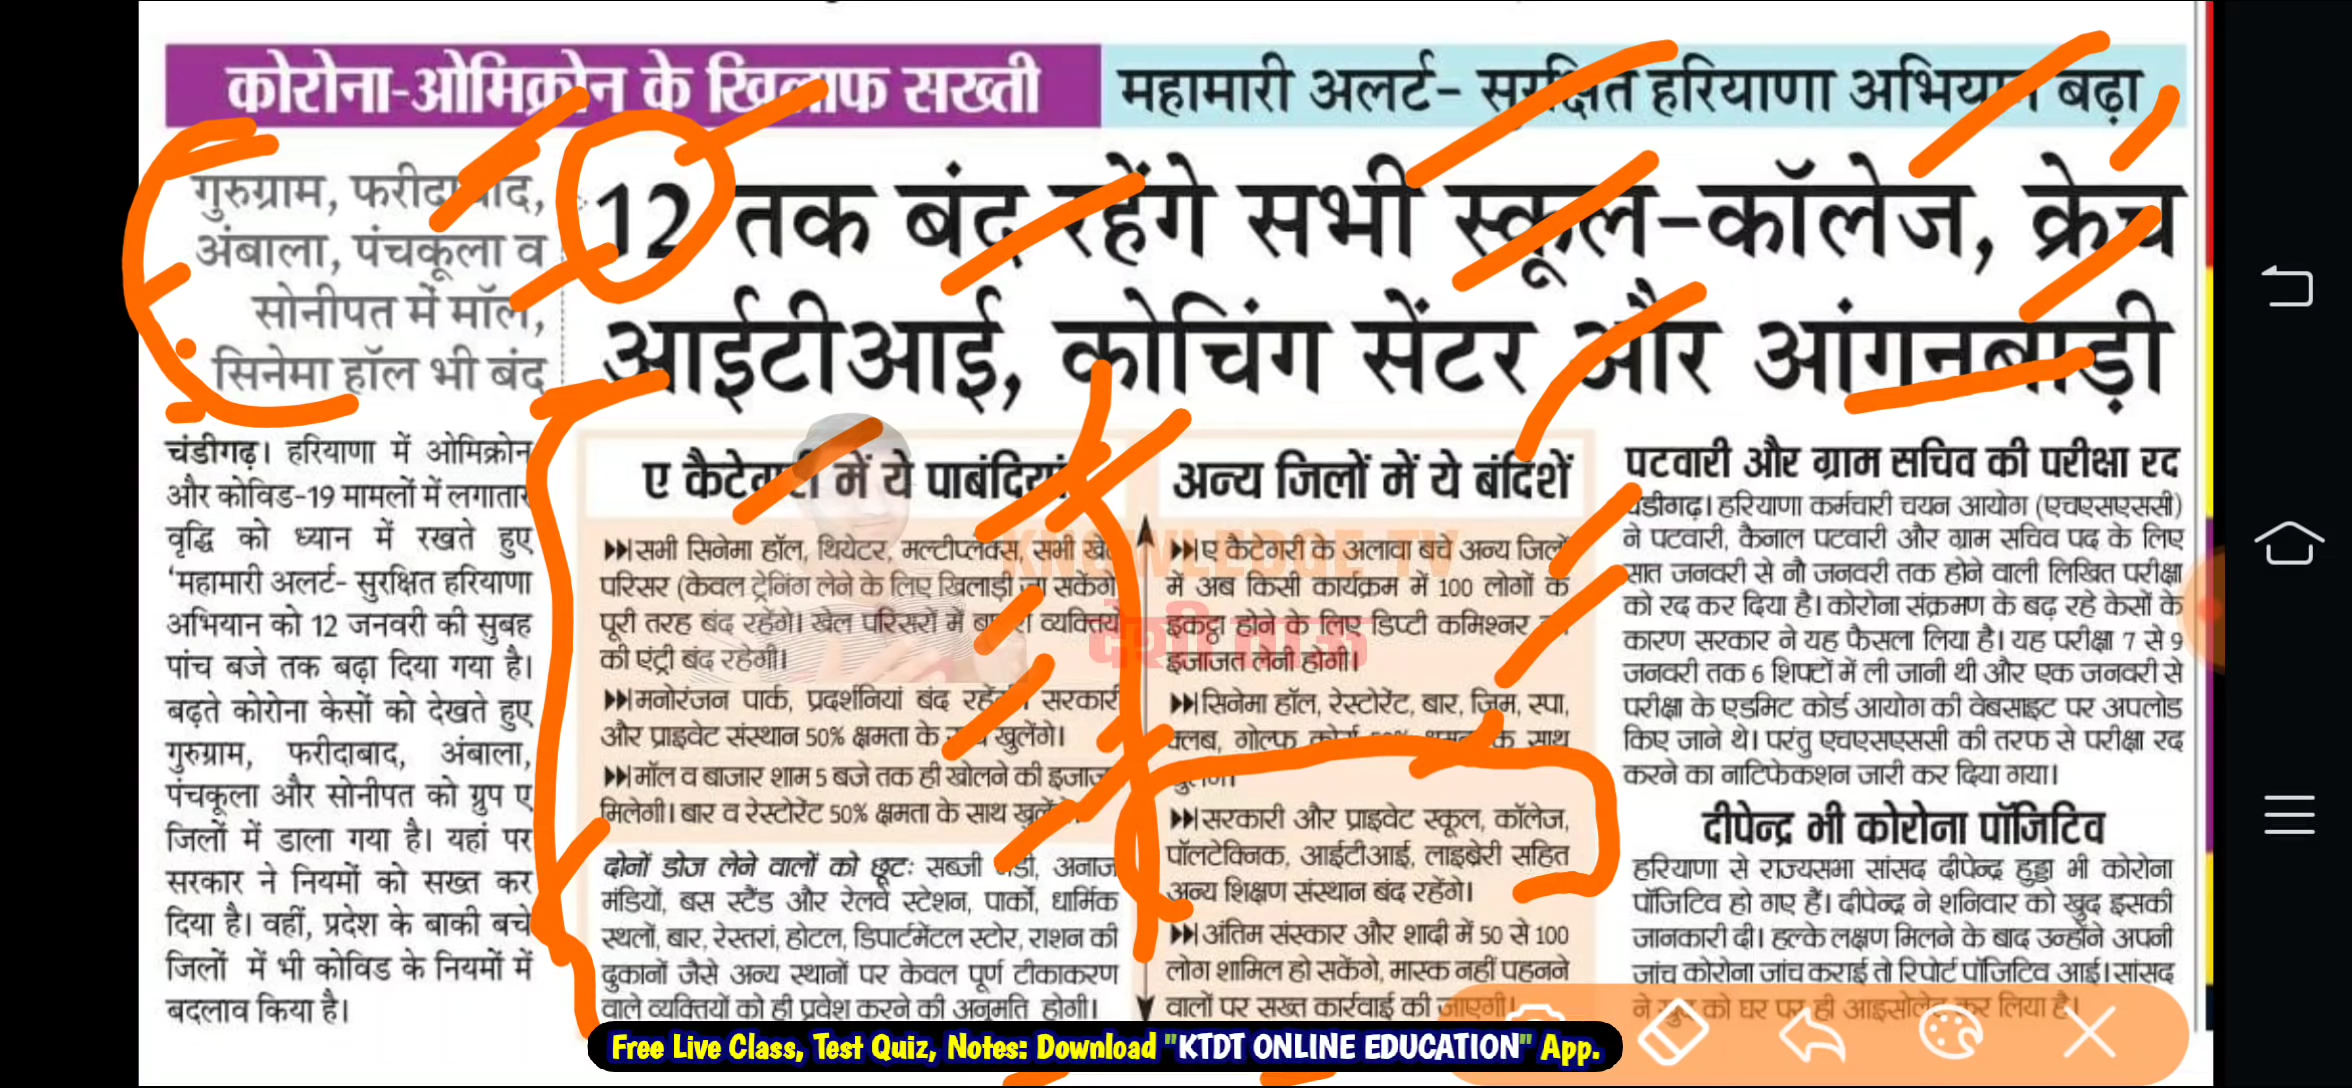 कोरोना-ओमिक्रोन के खिलाफ सख्ती
महामारी अलर्ट- सुरक्षित हरियाणा अभियान बढ़ा
गुरुग्राम, फरीदाबाद,
अंबाला, पंचकूला व
सोनीपत में मॉल,
सिनेमा हॉल भी बंद
12 तक बंद रहेंगे सभी स्कूल-कॉलेज, क्रेच
आईटीआई, कोचिंग सेंटर और आंगनबाड़ी
चंडीगढ़। हरियाणा में ओमिक्रोन
और कोविड-19 मामलों में लगातार
वृद्धि को ध्यान में रखते हुए
'महामारी अलर्ट- सुरक्षित हरियाणा
अभियान को 12 जनवरी की सुबह
पांच बजे तक बढ़ा दिया गया है।
बढ़ते कोरोना केसों को देखते हुए
गुरुग्राम, फरीदाबाद, अंबाला,
पंचकूला और सोनीपत को ग्रुप ए
जिलों में डाला गया है। यहां पर
सरकार ने नियमों को सख्त कर
दिया है। वहीं, प्रदेश के बाकी बचे
जिलों में भी कोविड के नियमों में
बदलाव किया है।
ए कैटेगरी में ये पाबंदियां
▶▶सभी सिनेमा हॉल, थियेटर, मल्टीप्लेक्स, सभी खेल
परिसर (केवल ट्रेनिंग लेने के लिए खिलाड़ी जा सकेंगे
पूरी तरह बंद रहेंगे। खेल परिसरों में बाहरी व्यक्तियों
की एंट्री बंद रहेगी।
▶▶मनोरंजन पार्क, प्रदर्शनियां बंद रहेंगी सरकारी
और प्राइवेट संस्थान 50% क्षमता के साथ खुलेंगे।
▶▶मॉल व बाजार शाम 5 बजे तक ही खोलने की इजाजत
मिलेगी। बार व रेस्टोरेंट 50% क्षमता के साथ खुलेंगे।
दोनों डोज लेने वालों को छूटः सब्जी मंडी, अनाज
मंडियों, बस स्टैंड और रेलवे स्टेशन, पार्कों, धार्मिक
स्थलों, बार, रेस्तरां, होटल, डिपार्टमेंटल स्टोर, राशन की
दुकानों जैसे अन्य स्थानों पर केवल पूर्ण टीकाकरण
वाले व्यक्तियों को ही प्रवेश करने की अनुमति होगी।
अन्य जिलों में ये बंदिशें
▶▶ए कैटेगरी के अलावा बचे अन्य जिलों
में अब किसी कार्यक्रम में 100 लोगों के
इकट्ठा होने के लिए डिप्टी कमिश्नर की
इजाजत लेनी होगी।
▶▶सिनेमा हॉल, रेस्टोरेंट, बार, जिम, स्पा,
क्लब, गोल्फ कोर्स 50% क्षमता के साथ
खुलेंगे।
▶▶सरकारी और प्राइवेट स्कूल, कॉलेज,
पॉलटेक्निक, आईटीआई, लाइब्रेरी सहित
अन्य शिक्षण संस्थान बंद रहेंगे।
▶▶अंतिम संस्कार और शादी में 50 से 100
लोग शामिल हो सकेंगे, मास्क नहीं पहनने
वालों पर सख्त कार्रवाई की जाएगी।
पटवारी और ग्राम सचिव की परीक्षा रद
चंडीगढ़। हरियाणा कर्मचारी चयन आयोग (एचएसएससी)
ने पटवारी, कैनाल पटवारी और ग्राम सचिव पद के लिए
सात जनवरी से नौ जनवरी तक होने वाली लिखित परीक्षा
को रद कर दिया है। कोरोना संक्रमण के बढ़ रहे केसों के
कारण सरकार ने यह फैसला लिया है। यह परीक्षा 7 से 9
जनवरी तक 6 शिफ्टों में ली जानी थी और एक जनवरी से
परीक्षा के एडमिट कोर्ड आयोग की वेबसाइट पर अपलोड
किए जाने थे। परंतु एचएसएससी की तरफ से परीक्षा रद
करने का नाटिफेकशन जारी कर दिया गया।
दीपेन्द्र भी कोरोना पॉजिटिव
हरियाणा से राज्यसभा सांसद दीपेन्द्र हुड्डा भी कोरोना
पॉजिटिव हो गए हैं। दीपेन्द्र ने शनिवार को खुद इसकी
जानकारी दी। हल्के लक्षण मिलने के बाद उन्होंने अपनी
जांच कोरोना जांच कराई तो रिपोर्ट पॉजिटिव आई। सांसद
ने खुद को घर पर ही आइसोलेट कर लिया है।
KNOWLEDGE TV
देशी तड़का
Free Live Class, Test Quiz, Notes: Download "KTDT ONLINE EDUCATION" App.